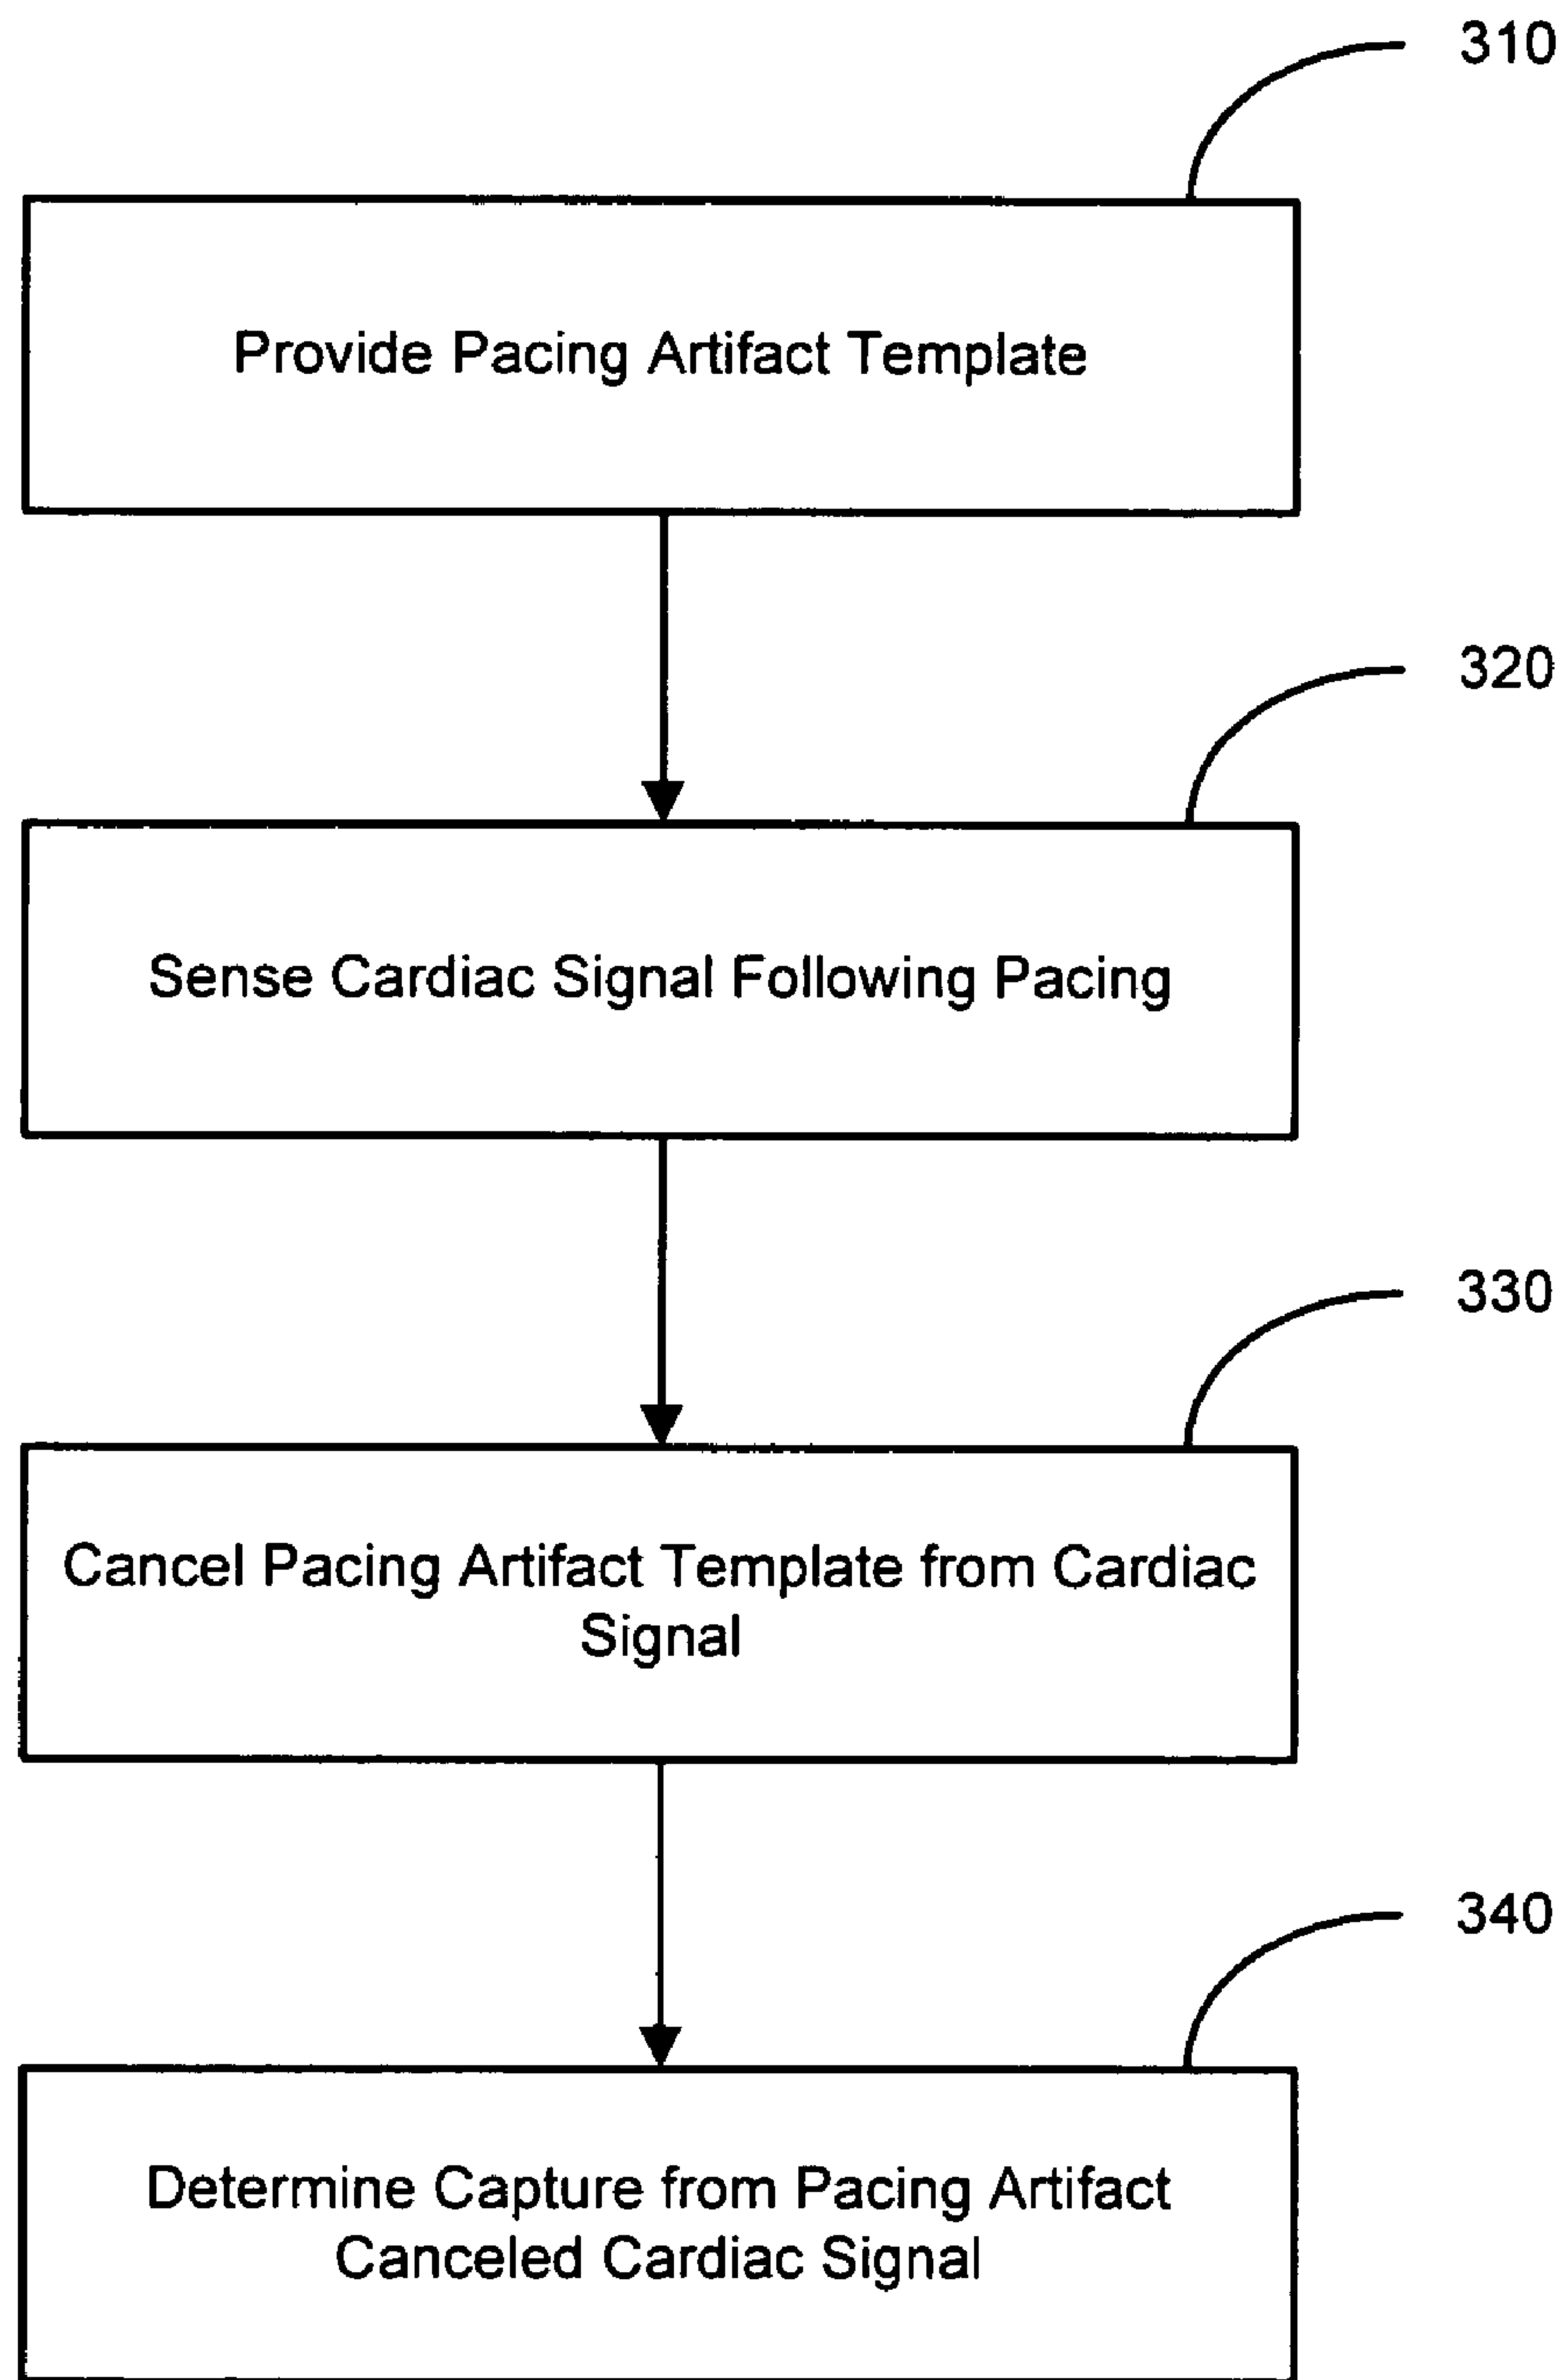 310
Provide Pacing Artifact Template
320
Sense Cardiac Signal Following Pacing
330
Cancel Pacing Artifact Template from Cardiac
Signal
340
Determine Capture from Pacing Artifact
Canceled Cardiac Signal